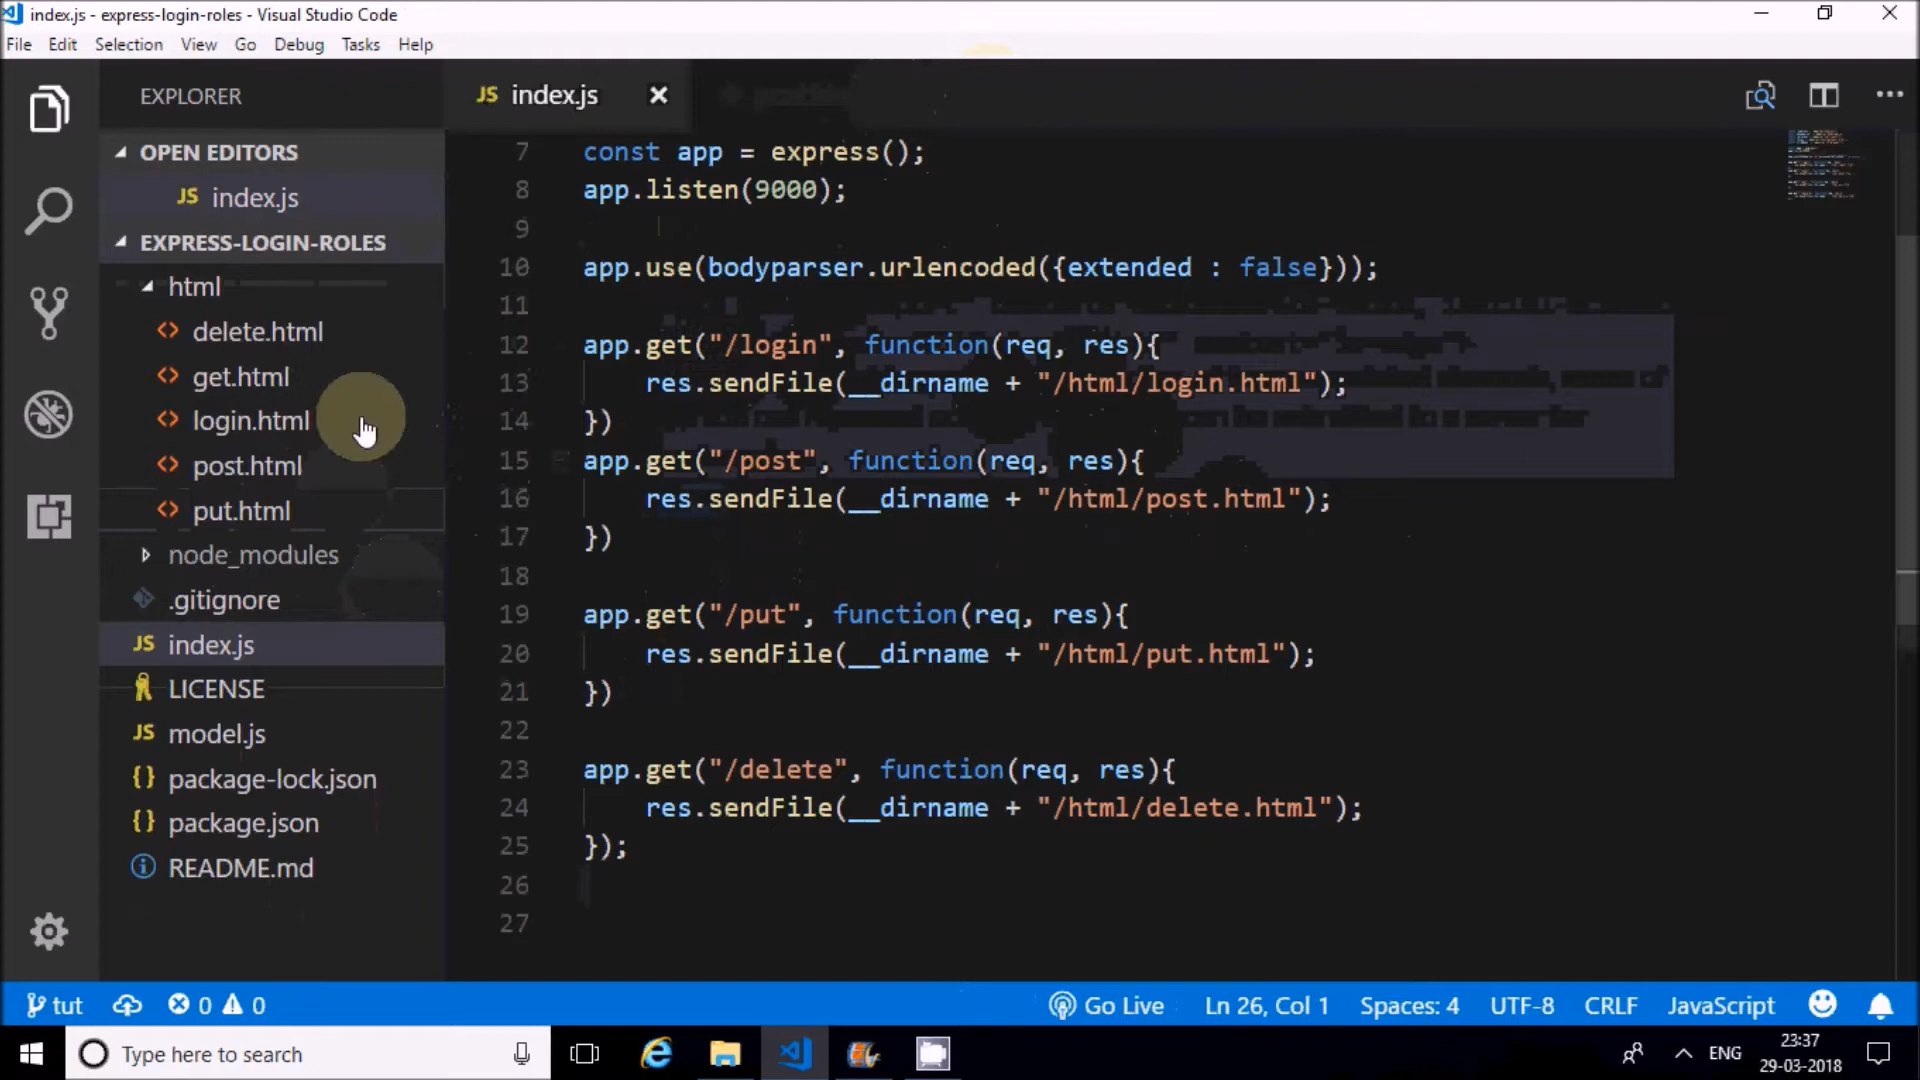 index.js - express-login-roles - Visual Studio Code
File Edit Selection View Go Debug Tasks Help
EXPLORER
OPEN EDITORS
JS index.js
EXPRESS-LOGIN-ROLES
html
<> delete.html
<> get.html
<> login.html
<> post.html
<> put.html
node_modules
.gitignore
JS index.js
LICENSE
JS model.js
{} package-lock.json
{} package.json
README.md
JS index.js
7 const app = express();
8 app.listen(9000);
9
10 app.use(bodyparser.urlencoded({extended : false}));
11
12 app.get("/login", function(req, res){
13 res.sendFile(__dirname + "/html/login.html");
14 })
15 app.get("/post", function(req, res){
16 res.sendFile(__dirname + "/html/post.html");
17 })
18
19 app.get("/put", function(req, res){
20 res.sendFile(__dirname + "/html/put.html");
21 })
22
23 app.get("/delete", function(req, res){
24 res.sendFile(__dirname + "/html/delete.html");
25 });
26
27
tut 0 0 Go Live Ln 26, Col 1 Spaces: 4 UTF-8 CRLF JavaScript
Type here to search
ENG
23:37
29-03-2018